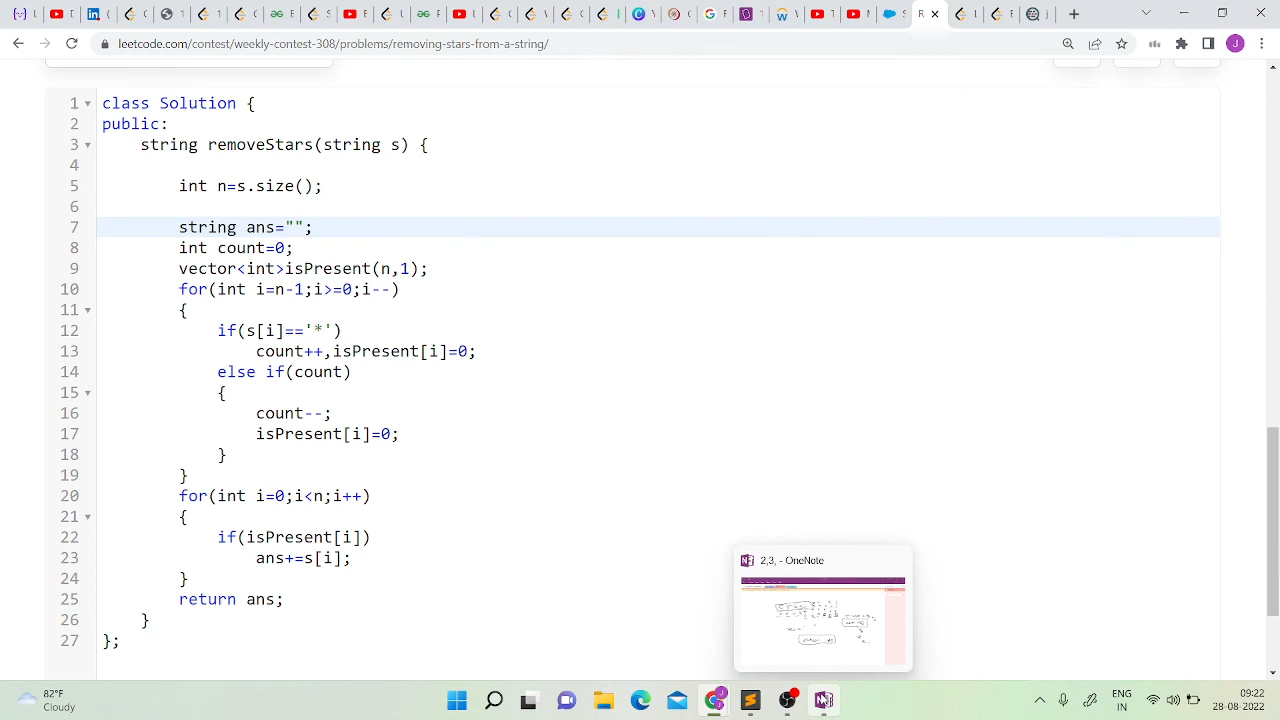 leetcode.com/contest/weekly-contest-308/problems/removing-stars-from-a-string/
1 class Solution {
2 public:
3 string removeStars(string s) {
4
5 int n=s.size();
6
7 string ans="";
8 int count=0;
9 vector<int>isPresent(n,1);
10 for(int i=n-1;i>=0;i--)
11 {
12 if(s[i]=='*')
13 count++,isPresent[i]=0;
14 else if(count)
15 {
16 count--;
17 isPresent[i]=0;
18 }
19 }
20 for(int i=0;i<n;i++)
21 {
22 if(isPresent[i])
23 ans+=s[i];
24 }
25 return ans;
26 }
27 };
2,3, - OneNote
82°F
Cloudy
ENG
IN
09:22
28-08-2022